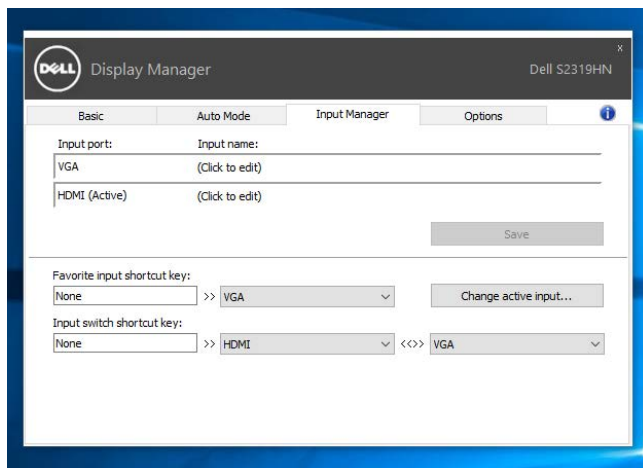 DELL Display Manager Dell S2319HN x
Basic Auto Mode Input Manager Options i
Input port: Input name:
VGA (Click to edit)
HDMI (Active) (Click to edit)
Save
Favorite input shortcut key:
None >> VGA Change active input...
Input switch shortcut key:
None >> HDMI <<>> VGA